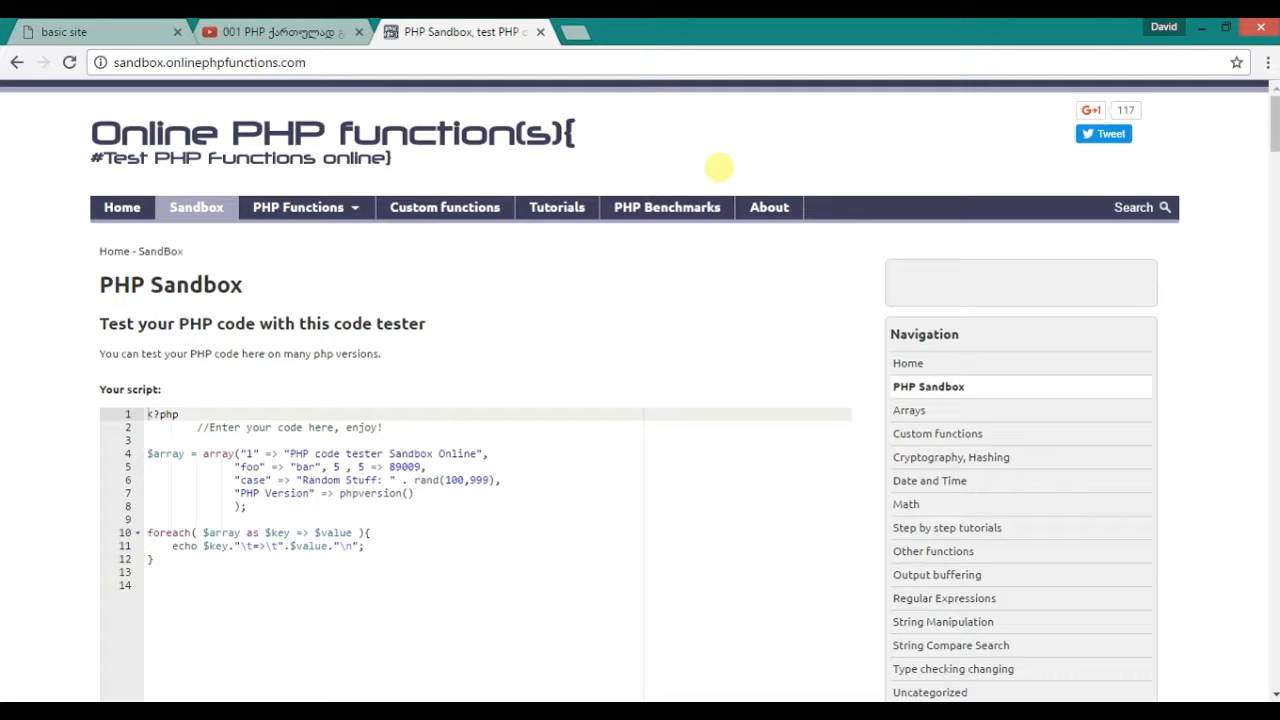 basic site
001 PHP ქართულად გ
PHP Sandbox, test PHP c
David
sandbox.onlinephpfunctions.com
Online PHP function(s){
#Test PHP Functions online}
G+1 117
Tweet
Home Sandbox PHP Functions Custom functions Tutorials PHP Benchmarks About Search
Home - SandBox
PHP Sandbox
Test your PHP code with this code tester
You can test your PHP code here on many php versions.
Your script:
1 <?php
2 //Enter your code here, enjoy!
3
4 $array = array("1" => "PHP code tester Sandbox Online",
5 "foo" => "bar", 5 , 5 => 89009,
6 "case" => "Random Stuff: " . rand(100,999),
7 "PHP Version" => phpversion()
8 );
9
10 foreach( $array as $key => $value ){
11 echo $key."\t=>\t".$value."\n";
12 }
13
14
Navigation
Home
PHP Sandbox
Arrays
Custom functions
Cryptography, Hashing
Date and Time
Math
Step by step tutorials
Other functions
Output buffering
Regular Expressions
String Manipulation
String Compare Search
Type checking changing
Uncategorized